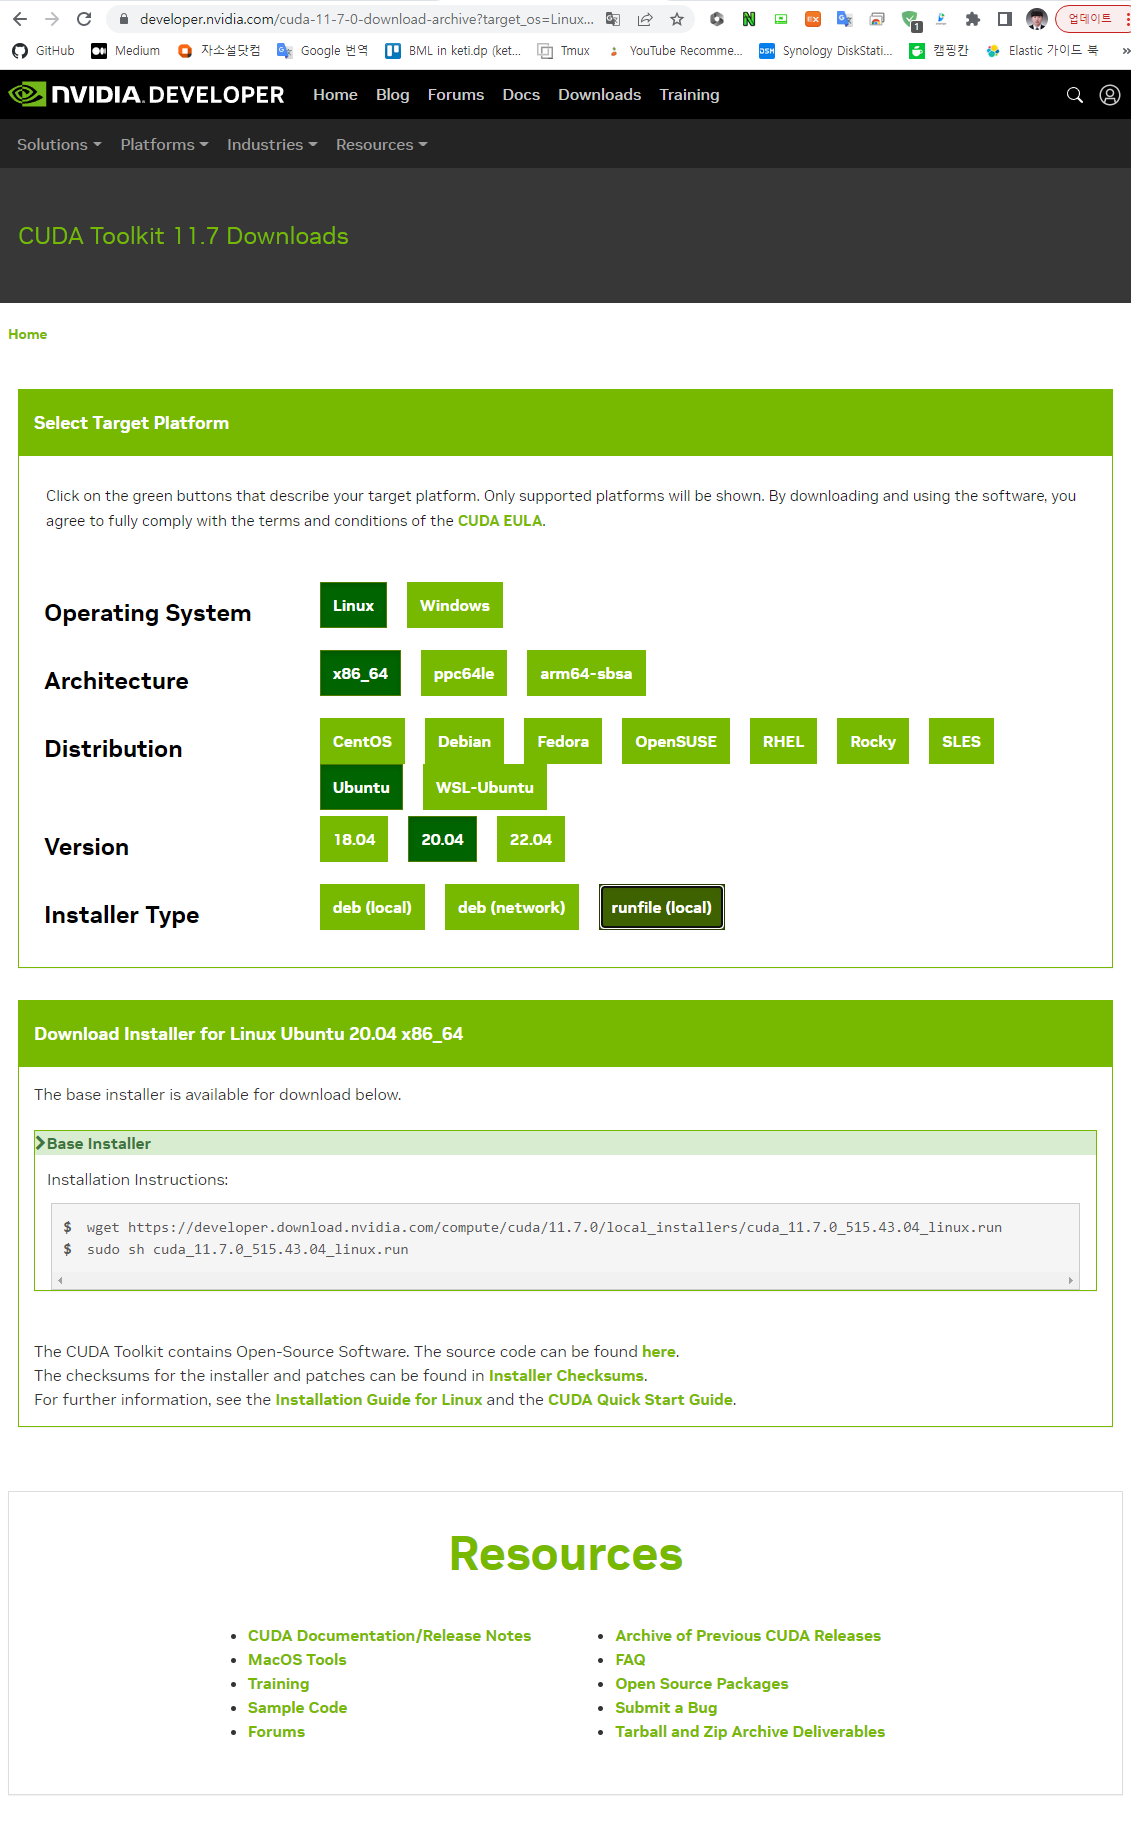 developer.nvidia.com/cuda-11-7-0-download-archive?target_os=Linux... EX 1 업데이트
GitHub Medium 자소설닷컴 Google 번역 BML in keti.dp (ket... Tmux YouTube Recomme... DSM Synology DiskStati... 캠핑칸 Elastic 가이드 북 »
NVIDIA.DEVELOPER Home Blog Forums Docs Downloads Training
Solutions Platforms Industries Resources
CUDA Toolkit 11.7 Downloads
Home
Select Target Platform
Click on the green buttons that describe your target platform. Only supported platforms will be shown. By downloading and using the software, you
agree to fully comply with the terms and conditions of the CUDA EULA.
Operating System Linux Windows
Architecture x86_64 ppc64le arm64-sbsa
Distribution CentOS Debian Fedora OpenSUSE RHEL Rocky SLES
Ubuntu WSL-Ubuntu
Version 18.04 20.04 22.04
Installer Type deb (local) deb (network) runfile (local)
Download Installer for Linux Ubuntu 20.04 x86_64
The base installer is available for download below.
Base Installer
Installation Instructions:
$ wget https://developer.download.nvidia.com/compute/cuda/11.7.0/local_installers/cuda_11.7.0_515.43.04_linux.run
$ sudo sh cuda_11.7.0_515.43.04_linux.run
The CUDA Toolkit contains Open-Source Software. The source code can be found here.
The checksums for the installer and patches can be found in Installer Checksums.
For further information, see the Installation Guide for Linux and the CUDA Quick Start Guide.
Resources
CUDA Documentation/Release Notes
MacOS Tools
Training
Sample Code
Forums
Archive of Previous CUDA Releases
FAQ
Open Source Packages
Submit a Bug
Tarball and Zip Archive Deliverables